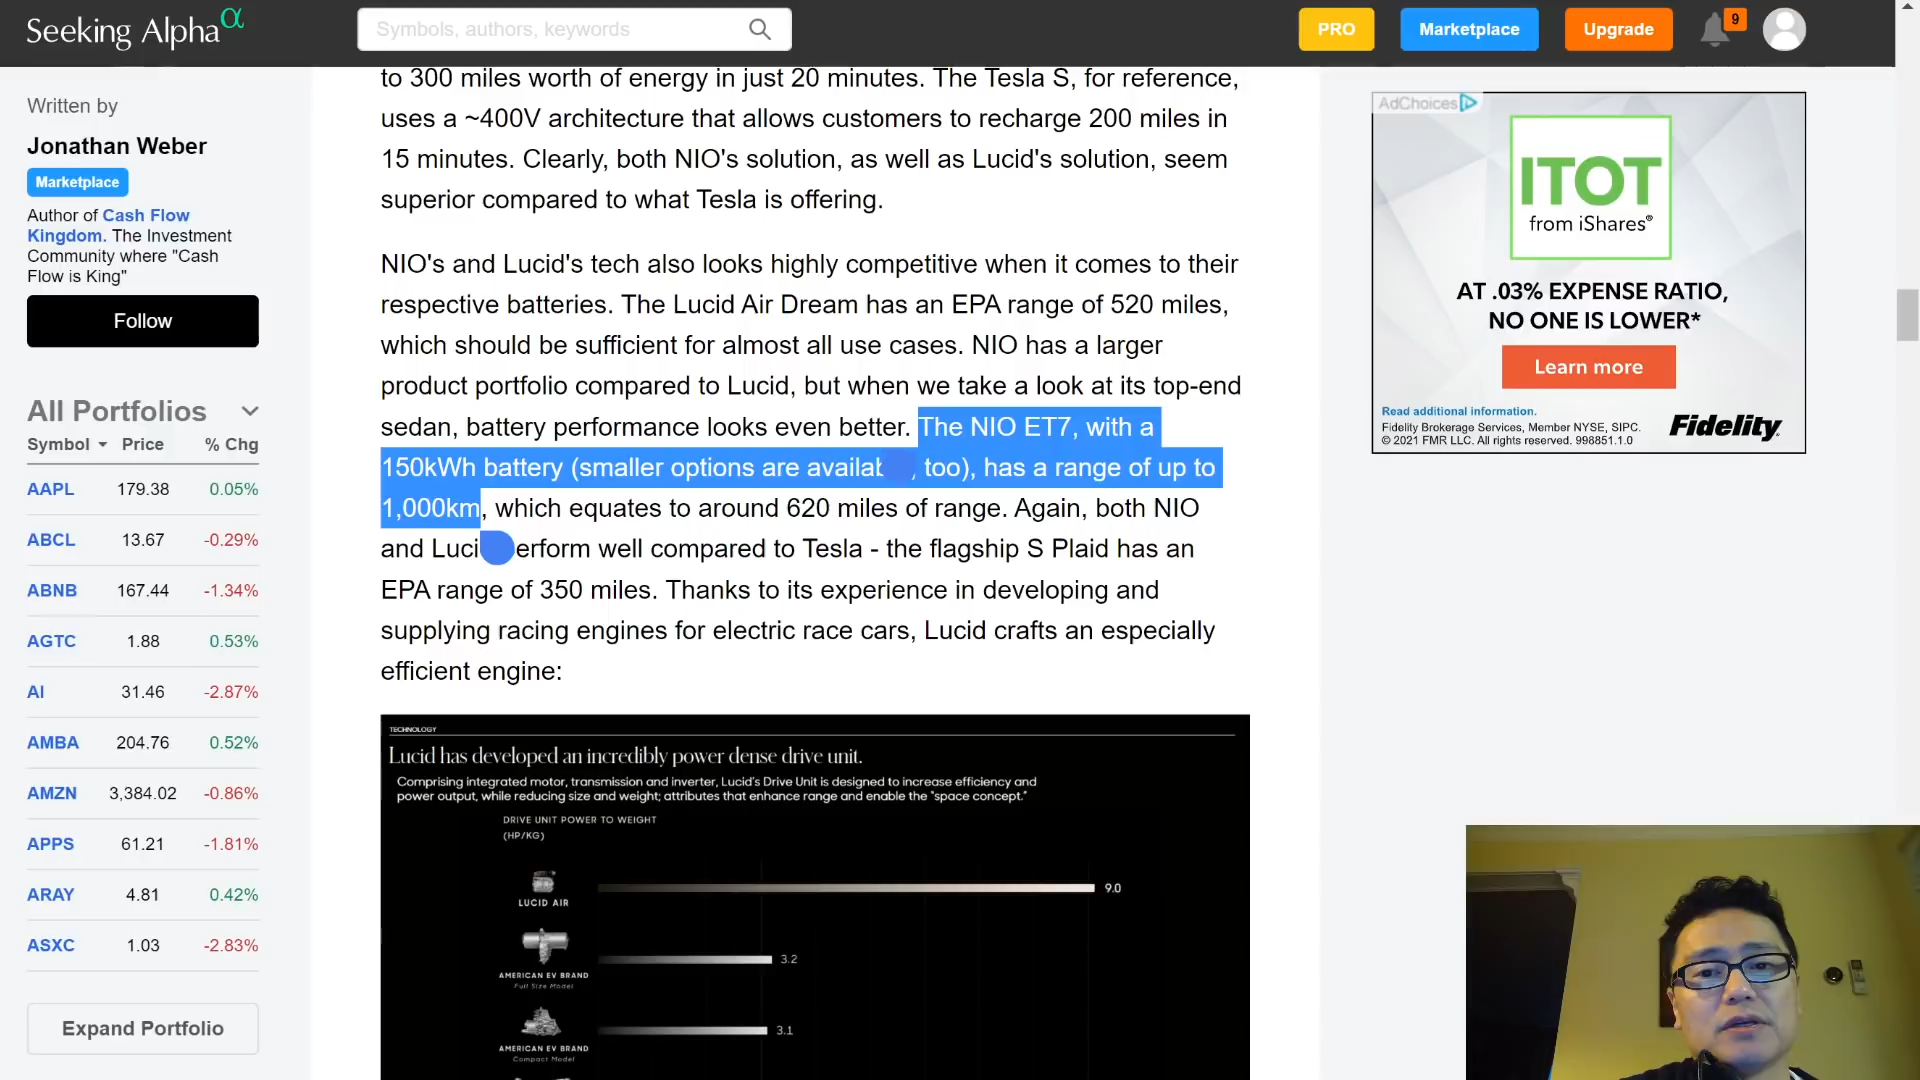 Seeking Alpha α
Symbols, authors, keywords
PRO
Marketplace
Upgrade
9
Written by
Jonathan Weber
Marketplace
Author of Cash Flow
Kingdom. The Investment
Community where "Cash
Flow is King"
Follow
All Portfolios
Symbol Price % Chg
AAPL 179.38 0.05%
ABCL 13.67 -0.29%
ABNB 167.44 -1.34%
AGTC 1.88 0.53%
AI 31.46 -2.87%
AMBA 204.76 0.52%
AMZN 3,384.02 -0.86%
APPS 61.21 -1.81%
ARAY 4.81 0.42%
ASXC 1.03 -2.83%
Expand Portfolio
to 300 miles worth of energy in just 20 minutes. The Tesla S, for reference,
uses a ~400V architecture that allows customers to recharge 200 miles in
15 minutes. Clearly, both NIO's solution, as well as Lucid's solution, seem
superior compared to what Tesla is offering.
NIO's and Lucid's tech also looks highly competitive when it comes to their
respective batteries. The Lucid Air Dream has an EPA range of 520 miles,
which should be sufficient for almost all use cases. NIO has a larger
product portfolio compared to Lucid, but when we take a look at its top-end
sedan, battery performance looks even better. The NIO ET7, with a
150kWh battery (smaller options are availab , too), has a range of up to
1,000km, which equates to around 620 miles of range. Again, both NIO
and Luci erform well compared to Tesla - the flagship S Plaid has an
EPA range of 350 miles. Thanks to its experience in developing and
supplying racing engines for electric race cars, Lucid crafts an especially
efficient engine:
TECHNOLOGY
Lucid has developed an incredibly power dense drive unit.
Comprising integrated motor, transmission and inverter, Lucid's Drive Unit is designed to increase efficiency and
power output, while reducing size and weight; attributes that enhance range and enable the "space concept."
DRIVE UNIT POWER TO WEIGHT
(HP/KG)
LUCID AIR
9.0
AMERICAN EV BRAND
Full Size Model
3.2
AMERICAN EV BRAND
Compact Model
3.1
AdChoices
ITOT
from iShares®
AT .03% EXPENSE RATIO,
NO ONE IS LOWER*
Learn more
Read additional information.
Fidelity Brokerage Services, Member NYSE, SIPC.
© 2021 FMR LLC. All rights reserved. 998851.1.0
Fidelity